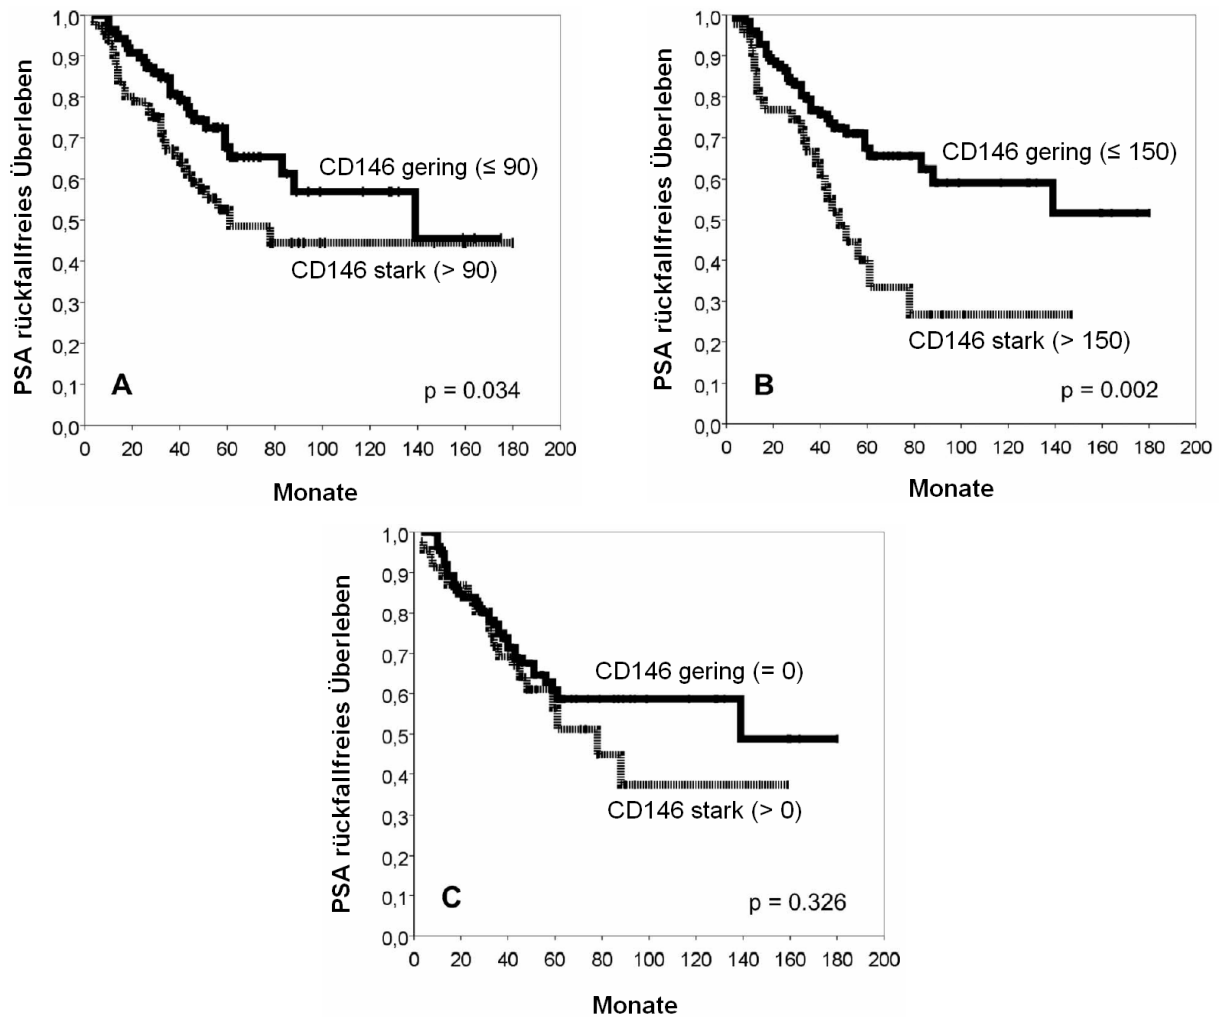 PSA rückfallfreies Überleben
1,0
0,9
0,8
0,7
0,6
0,5
0,4
0,3
0,2
0,1
0,0
CD146 gering (≤ 90)
CD146 stark (> 90)
A
p = 0.034
0 20 40 60 80 100 120 140 160 180 200
Monate
PSA rückfallfreies Überleben
1,0
0,9
0,8
0,7
0,6
0,5
0,4
0,3
0,2
0,1
0,0
CD146 gering (≤ 150)
CD146 stark (> 150)
B
p = 0.002
0 20 40 60 80 100 120 140 160 180 200
Monate
PSA rückfallfreies Überleben
1,0
0,9
0,8
0,7
0,6
0,5
0,4
0,3
0,2
0,1
0,0
CD146 gering (= 0)
CD146 stark (> 0)
C
p = 0.326
0 20 40 60 80 100 120 140 160 180 200
Monate